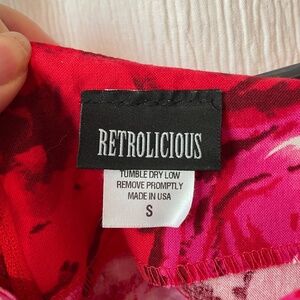 RETROLICIOUS
TUMBLE DRY LOW
REMOVE PROMPTLY
MADE IN USA
S